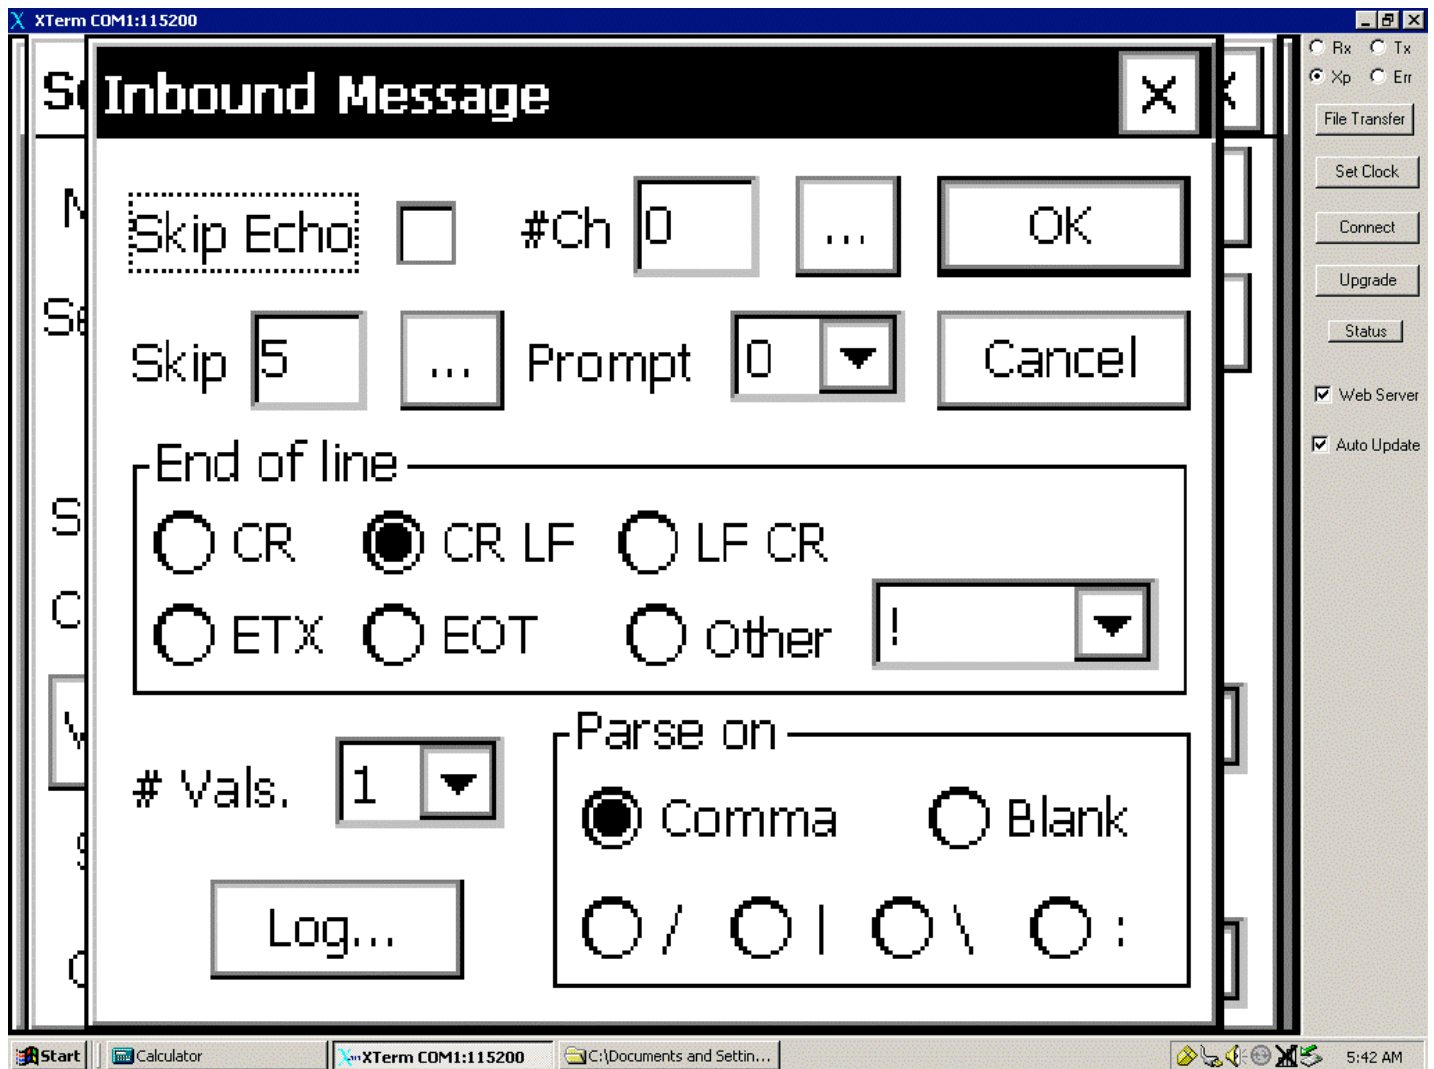 XTerm COM1:115200
Rx Tx
Xp Err
File Transfer
Set Clock
Connect
Upgrade
Status
Web Server
Auto Update
Inbound Message
Skip Echo #Ch 0 ... OK
Skip 5 ... Prompt 0 Cancel
End of line
CR CR LF LF CR
ETX EOT Other !
# Vals. 1
Parse on
Comma Blank
/ | \ :
Log...
Start Calculator XTerm COM1:115200 C:\Documents and Settin... 5:42 AM